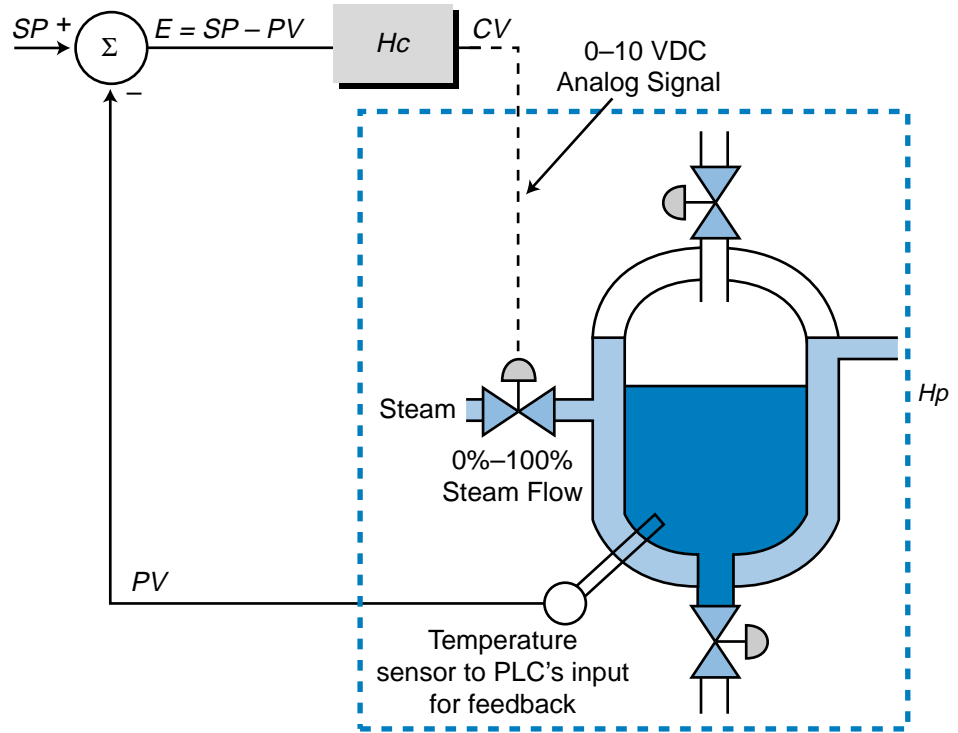 SP + Σ E = SP – PV Hc CV
–
0–10 VDC
Analog Signal
Steam
0%–100%
Steam Flow
Hp
PV
Temperature
sensor to PLC's input
for feedback